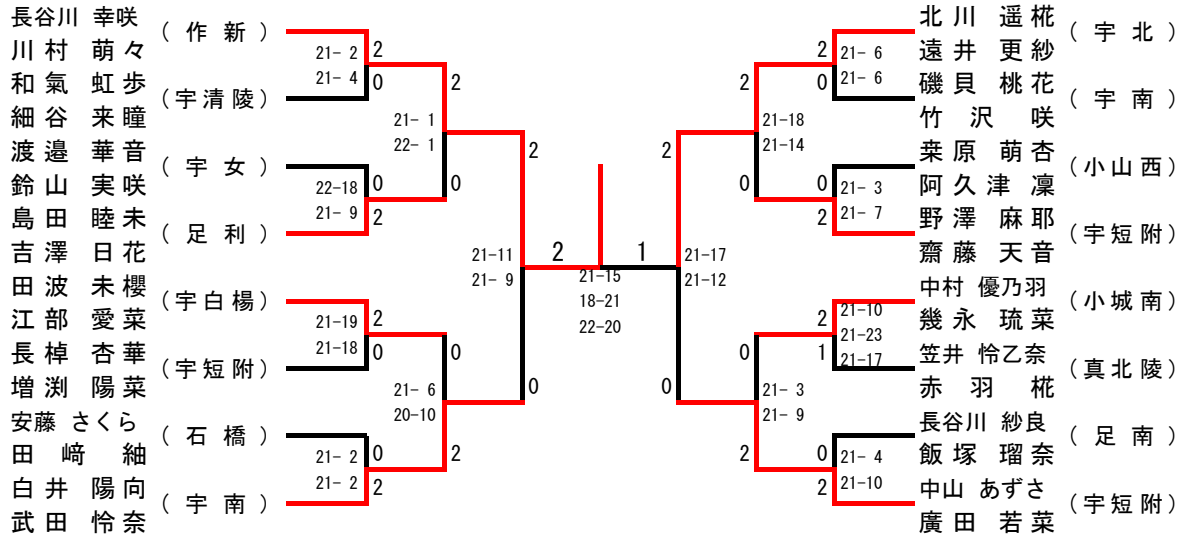 長谷川 幸咲
川村 萌々
(作新)
和氣 虹歩
細谷 来瞳
(宇清陵)
渡邉 華音
鈴山 実咲
(宇女)
島田 睦未
吉澤 日花
(足利)
田波 未櫻
江部 愛菜
(宇白楊)
長棹 杏華
増渕 陽菜
(宇短附)
安藤 さくら
田﨑 紬
(石橋)
白井 陽向
武田 怜奈
(宇南)
21- 2
21- 4
2
0
22-18
21- 9
0
2
21-19
21-18
2
0
21- 2
21- 2
0
2
21- 1
22- 1
2
0
21- 6
20-10
0
2
21-11
21- 9
2
0
2
1
21-15
18-21
22-20
21-17
21-12
2
0
21-18
21-14
2
0
21- 3
21- 9
0
2
21- 6
21- 6
2
0
21- 3
21- 7
0
2
21-10
21-23
21-17
2
1
21- 4
21-10
0
2
北川 遥椛
遠井 更紗
(宇北)
磯貝 桃花
竹沢 咲
(宇南)
桒原 萌杏
阿久津 凜
(小山西)
野澤 麻耶
齋藤 天音
(宇短附)
中村 優乃羽
幾永 琉菜
(小城南)
笠井 怜乙奈
赤羽 椛
(真北陵)
長谷川 紗良
飯塚 瑠奈
(足南)
中山 あずさ
廣田 若菜
(宇短附)